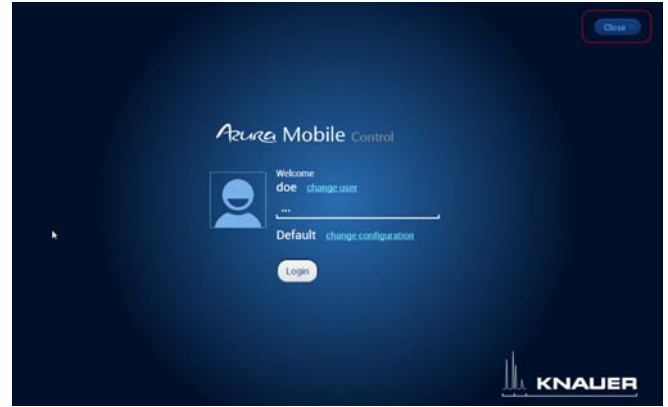 Close
Azura Mobile Control
Welcome
doe change user
...
Default change configuration
Login
KNAUER